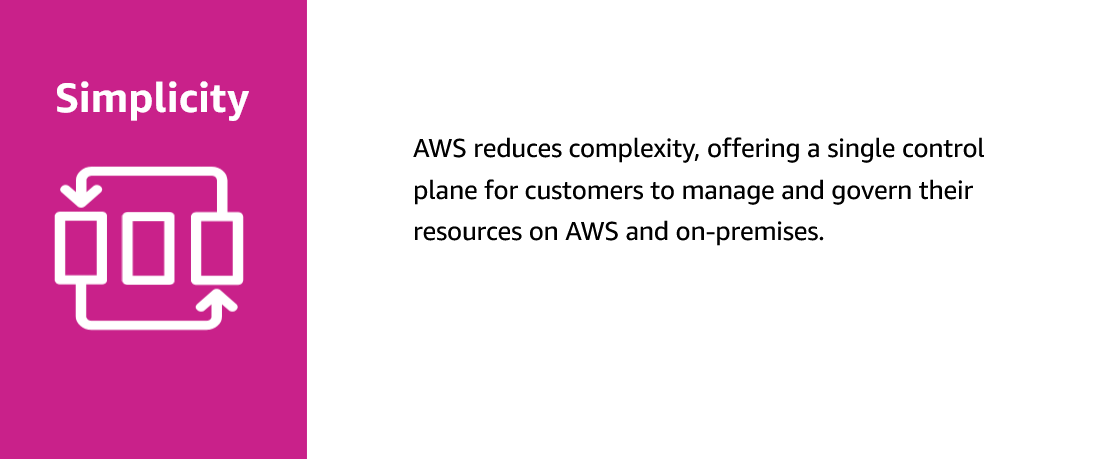 Simplicity
AWS reduces complexity, offering a single control
plane for customers to manage and govern their
resources on AWS and on-premises.